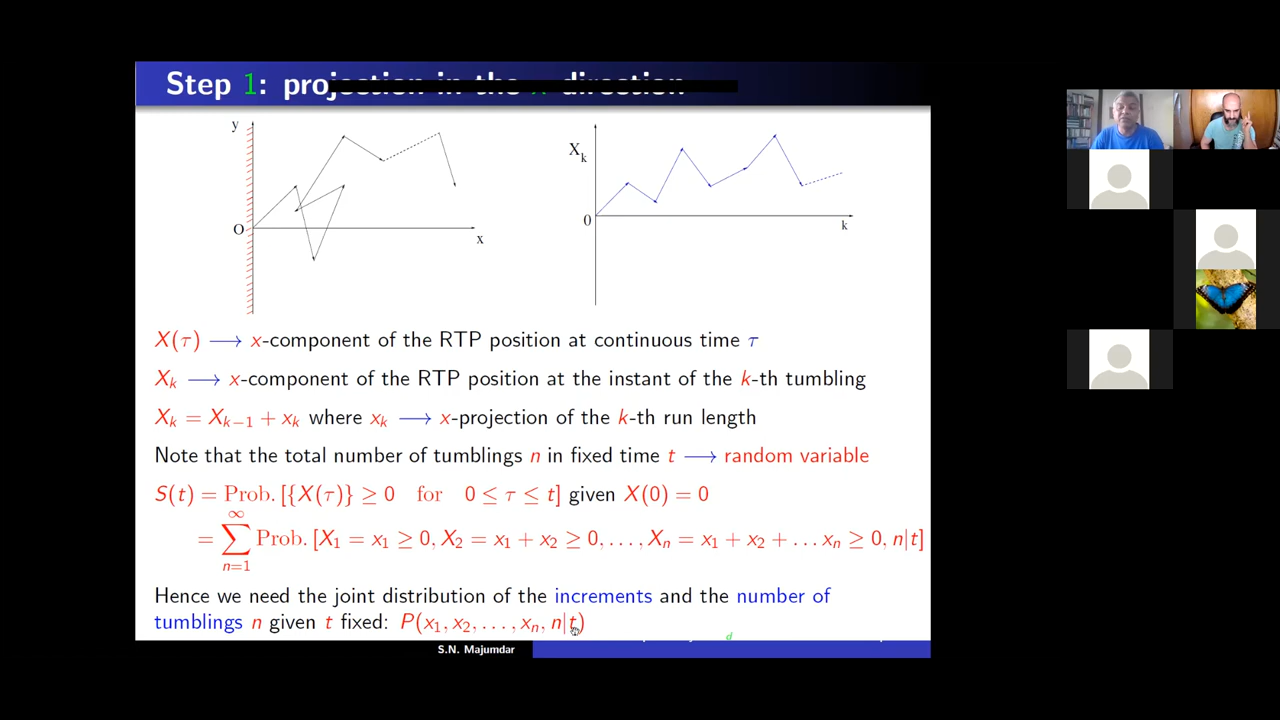 Step 1: projection in the x direction
y
O
x
X_k
0
k
X(τ) ⟶ x-component of the RTP position at continuous time τ
X_k ⟶ x-component of the RTP position at the instant of the k-th tumbling
X_k = X_{k−1} + x_k where x_k ⟶ x-projection of the k-th run length
Note that the total number of tumblings n in fixed time t ⟶ random variable
S(t) = Prob. [{X(τ)} ≥ 0 for 0 ≤ τ ≤ t] given X(0) = 0
= ∑_{n=1}^{∞} Prob. [X_1 = x_1 ≥ 0, X_2 = x_1 + x_2 ≥ 0, . . . , X_n = x_1 + x_2 + . . . x_n ≥ 0, n|t]
Hence we need the joint distribution of the increments and the number of
tumblings n given t fixed: P(x_1, x_2, . . . , x_n, n|t)
S.N. Majumdar
d